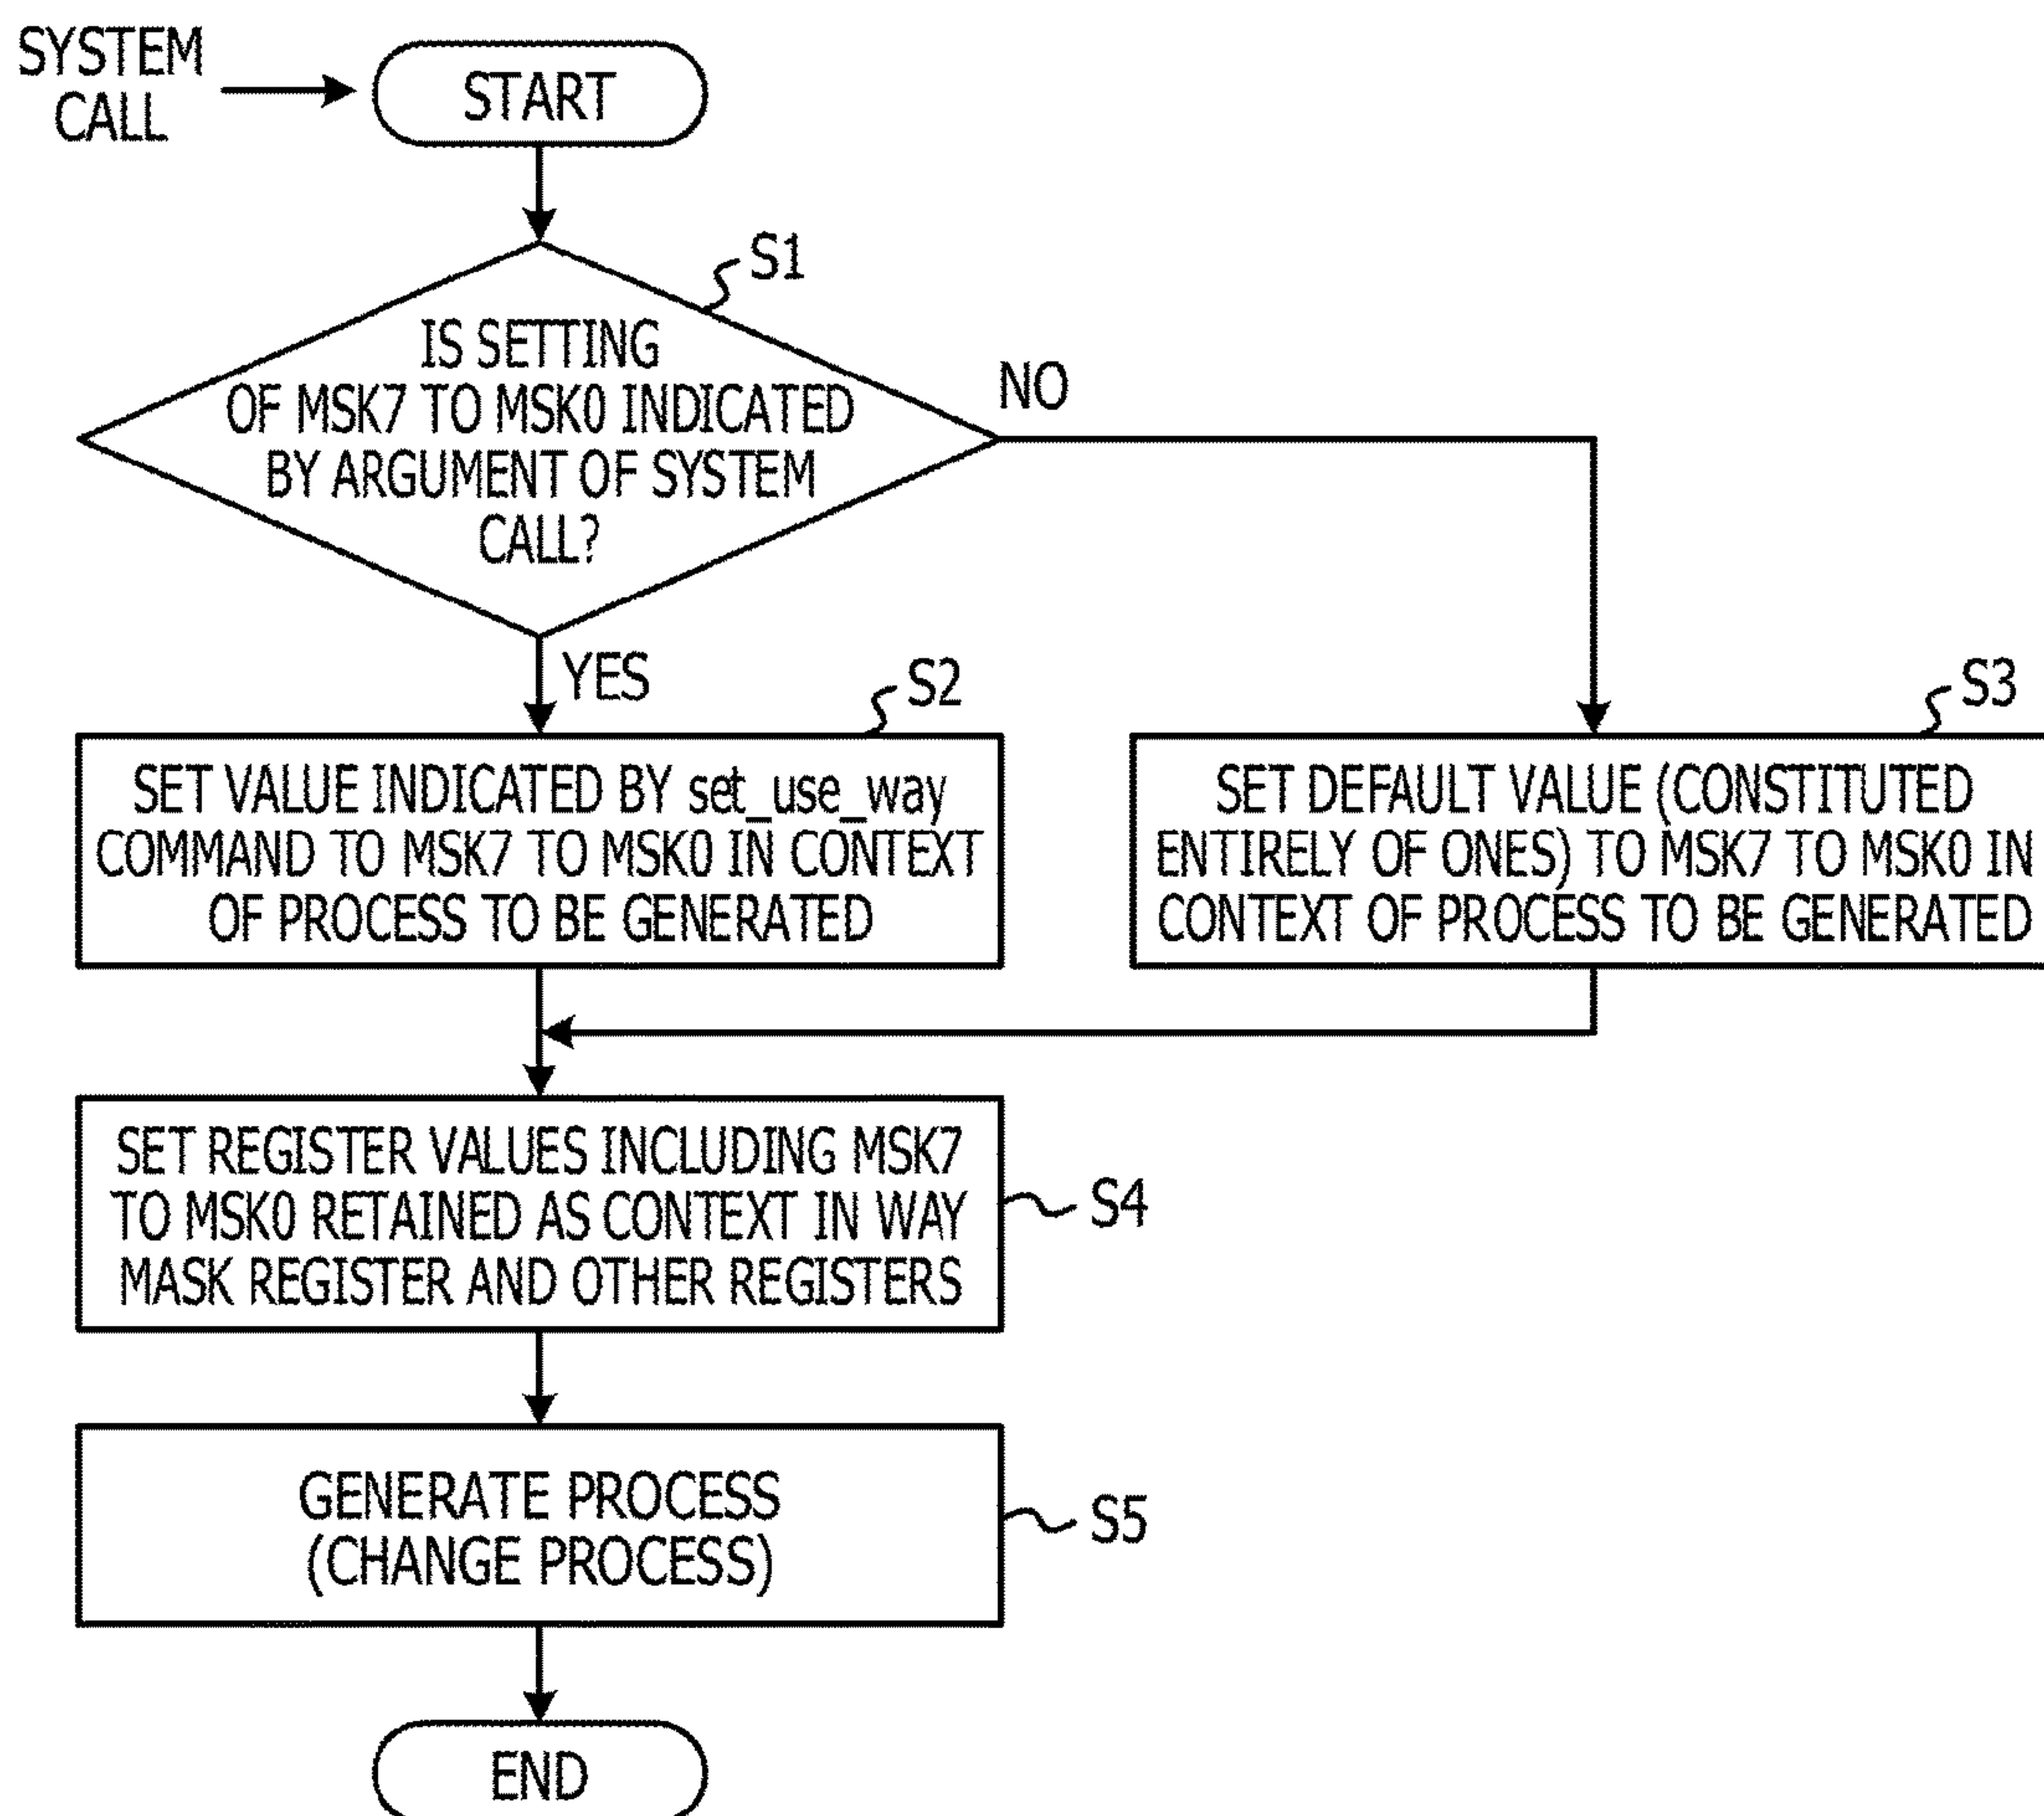 SYSTEM
CALL
START
S1
IS SETTING
OF MSK7 TO MSK0 INDICATED
BY ARGUMENT OF SYSTEM
CALL?
NO
YES
S2
SET VALUE INDICATED BY set_use_way
COMMAND TO MSK7 TO MSK0 IN CONTEXT
OF PROCESS TO BE GENERATED
S3
SET DEFAULT VALUE (CONSTITUTED
ENTIRELY OF ONES) TO MSK7 TO MSK0 IN
CONTEXT OF PROCESS TO BE GENERATED
SET REGISTER VALUES INCLUDING MSK7
TO MSK0 RETAINED AS CONTEXT IN WAY
MASK REGISTER AND OTHER REGISTERS
S4
GENERATE PROCESS
(CHANGE PROCESS)
S5
END